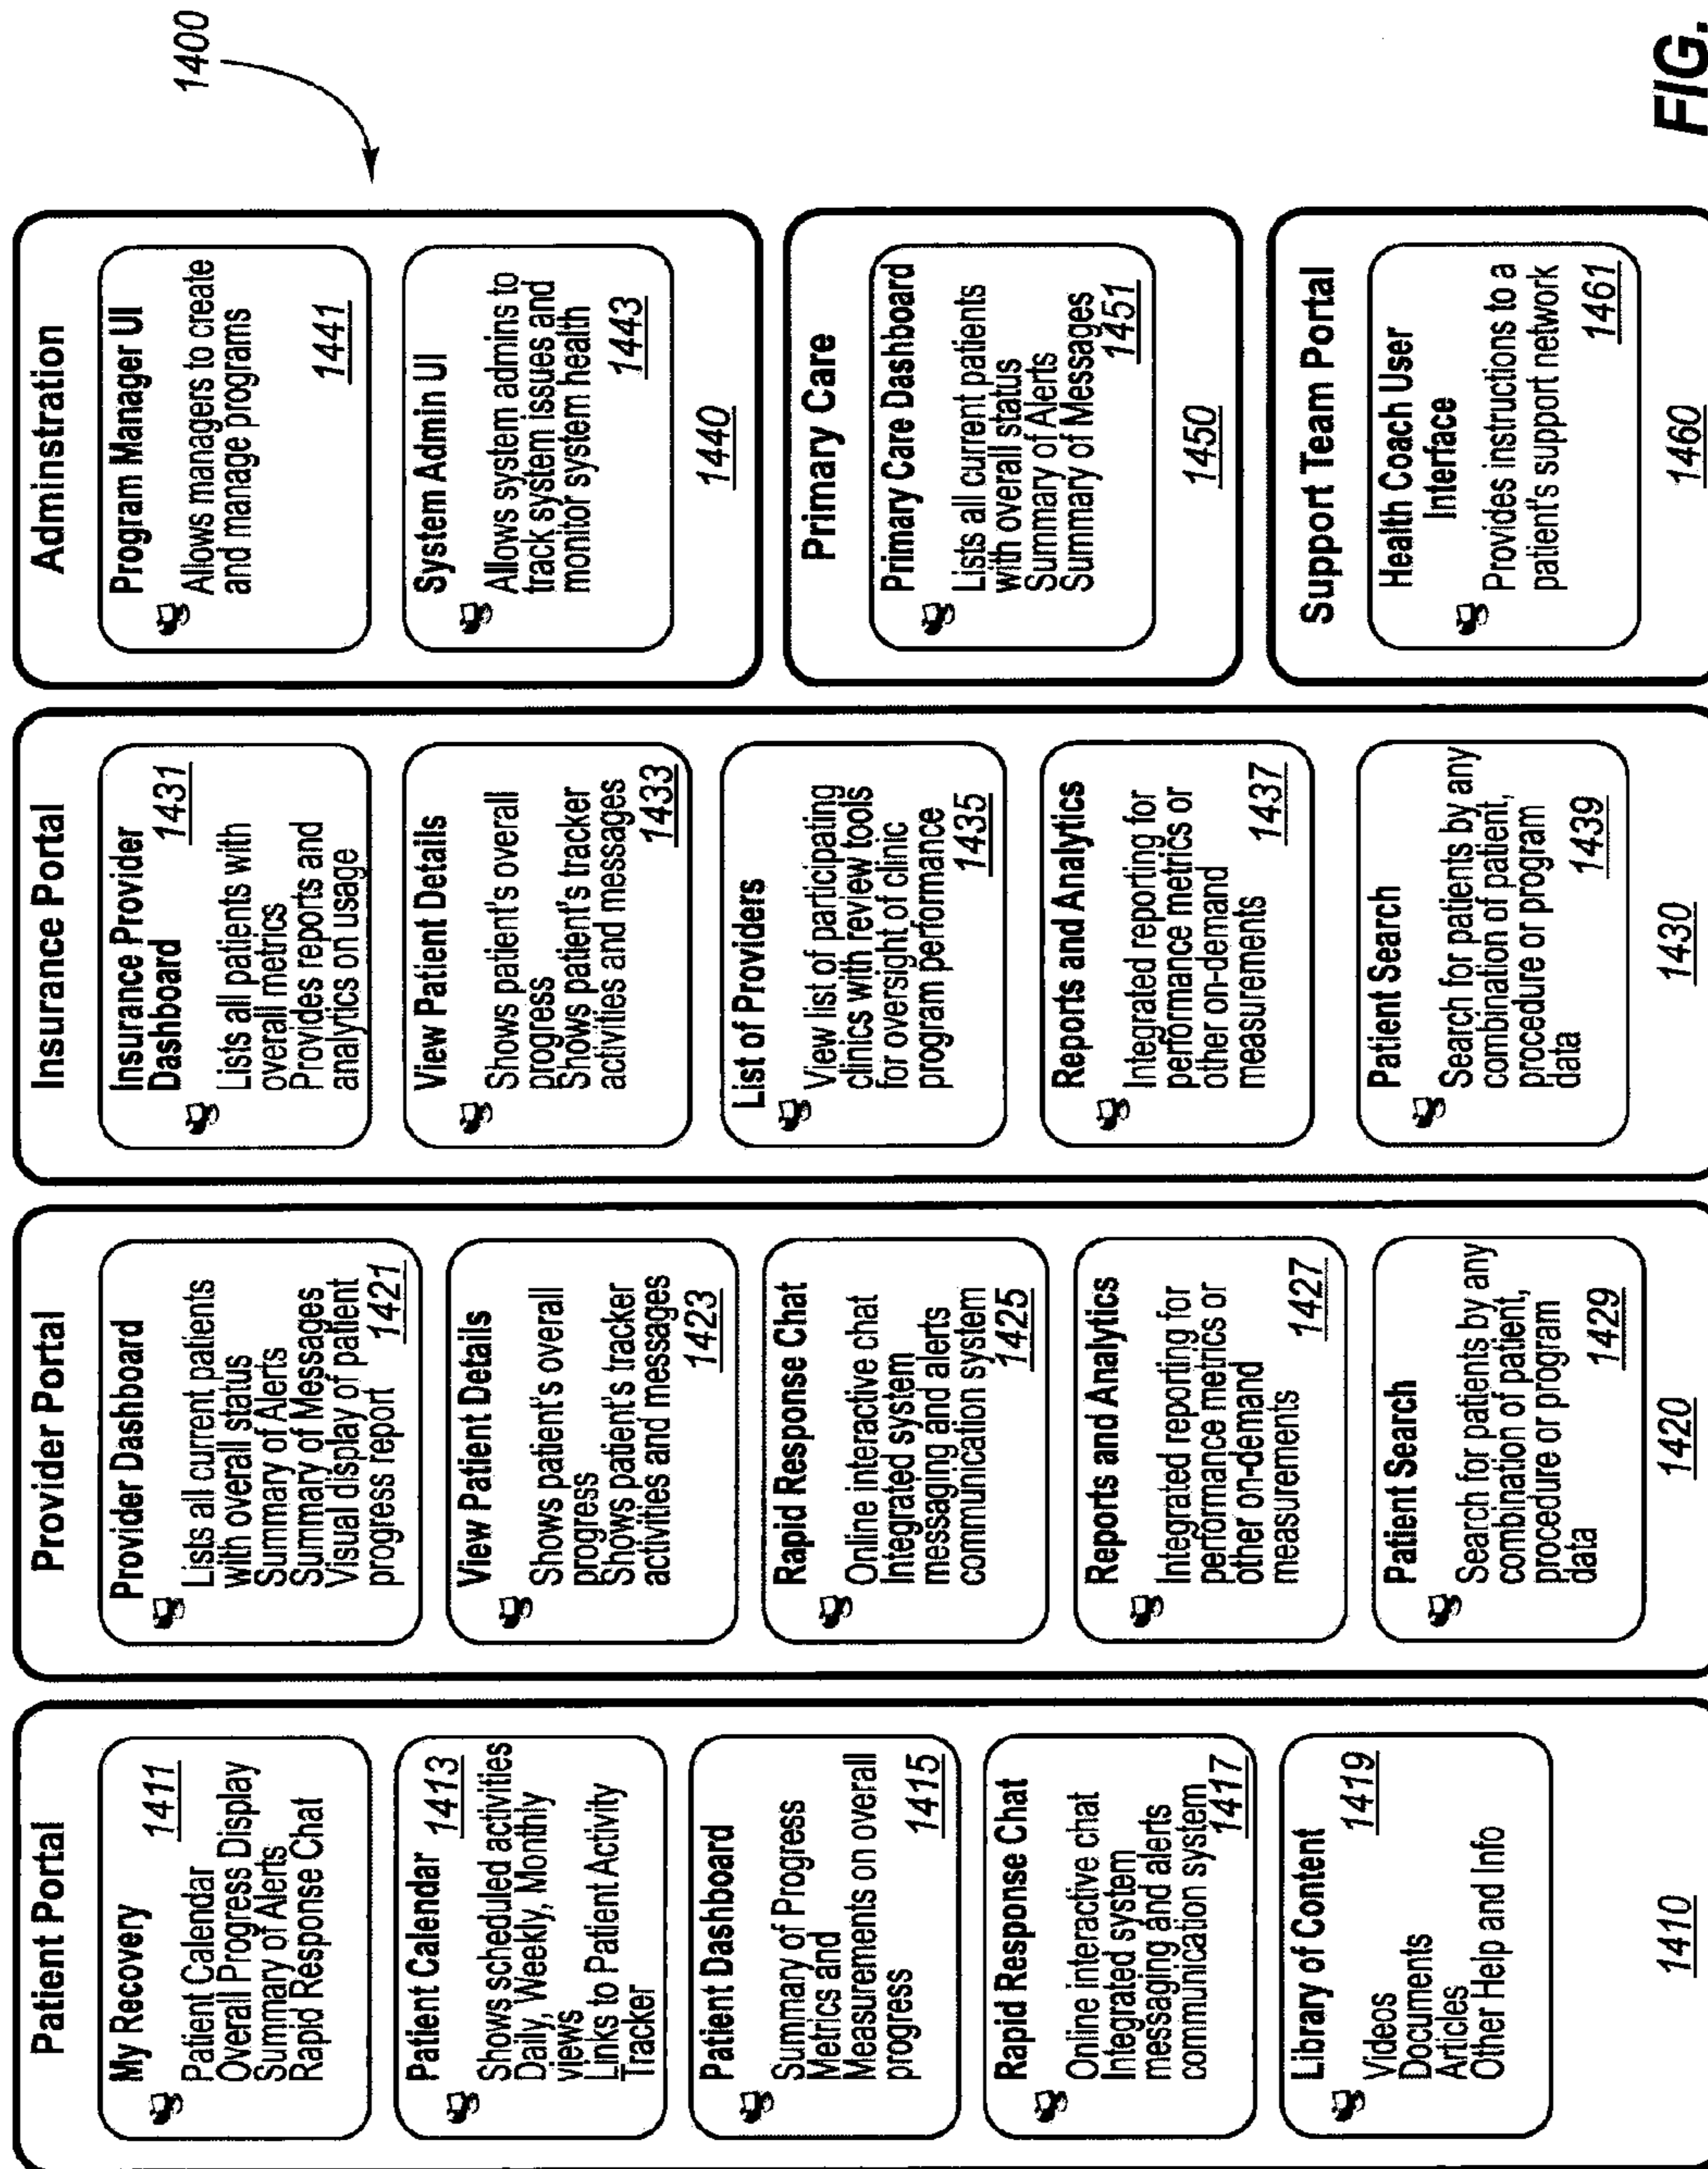 1400
Patient Portal
My Recovery
1411
Patient Calendar
Overall Progress Display
Summary of Alerts
Rapid Response Chat
Patient Calendar
1413
Shows scheduled activities
Daily, Weekly, Monthly
views
Links to Patient Activity
Tracker
Patient Dashboard
Summary of Progress
Metrics and
Measurements on overall
progress
1415
Rapid Response Chat
Online interactive chat
Integrated system
messaging and alerts
communication system
1417
Library of Content
1419
Videos
Documents
Articles
Other Help and Info
1410
Provider Portal
Provider Dashboard
Lists all current patients
with overall status
Summary of Alerts
Summary of Messages
Visual display of patient
progress report
1421
View Patient Details
Shows patient's overall
progress
Shows patient's tracker
activities and messages
1423
Rapid Response Chat
Online interactive chat
Integrated system
messaging and alerts
communication system
1425
Reports and Analytics
Integrated reporting for
performance metrics or
other on-demand
measurements
1427
Patient Search
Search for patients by any
combination of patient,
procedure or program
data
1429
1420
Insurance Portal
Insurance Provider
Dashboard
1431
Lists all patients with
overall metrics
Provides reports and
analytics on usage
View Patient Details
Shows patient's overall
progress
Shows patient's tracker
activities and messages
1433
List of Providers
View list of participating
clinics with review tools
for oversight of clinic
program performance
1435
Reports and Analytics
Integrated reporting for
performance metrics or
other on-demand
measurements
1437
Patient Search
Search for patients by any
combination of patient,
procedure or program
data
1439
1430
Adminstration
Program Manager UI
Allows managers to create
and manage programs
1441
System Admin UI
Allows system admins to
track system issues and
monitor system health
1443
1440
Primary Care
Primary Care Dashboard
Lists all current patients
with overall status
Summary of Alerts
Summary of Messages
1451
1450
Support Team Portal
Health Coach User
Interface
Provides instructions to a
patient's support network
1461
1460
FIG.